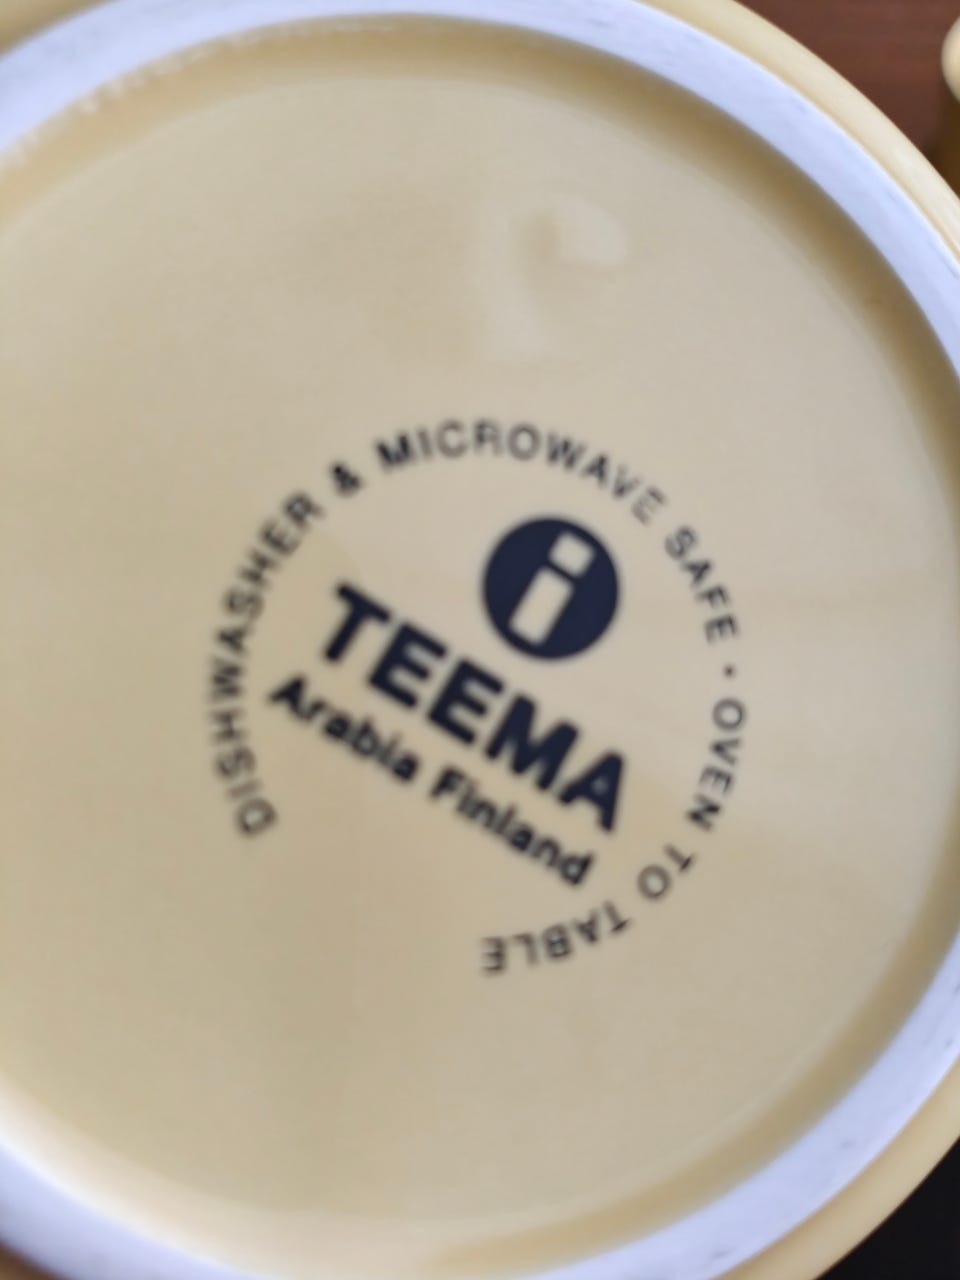 DISHWASHER & MICROWAVE SAFE · OVEN TO TABLE
i
TEEMA
Arabia Finland